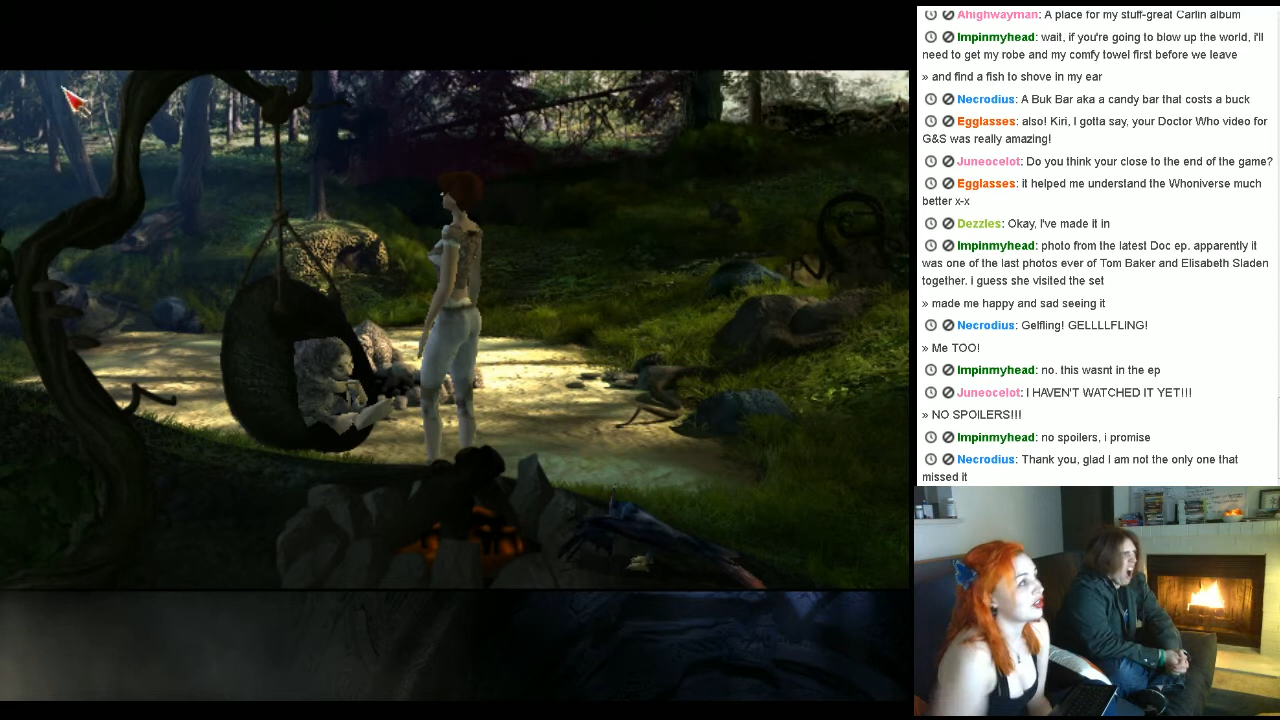 Ahighwayman: A place for my stuff-great Carlin album
Impinmyhead: wait, if you're going to blow up the world, i'll
need to get my robe and my comfy towel first before we leave
» and find a fish to shove in my ear
Necrodius: A Buk Bar aka a candy bar that costs a buck
Egglasses: also! Kiri, I gotta say, your Doctor Who video for
G&S was really amazing!
Juneocelot: Do you think your close to the end of the game?
Egglasses: it helped me understand the Whoniverse much
better x-x
Dezzles: Okay, I've made it in
Impinmyhead: photo from the latest Doc ep. apparently it
was one of the last photos ever of Tom Baker and Elisabeth Sladen
together. i guess she visited the set
» made me happy and sad seeing it
Necrodius: Gelfling! GELLLLFLING!
» Me TOO!
Impinmyhead: no. this wasnt in the ep
Juneocelot: I HAVEN'T WATCHED IT YET!!!
» NO SPOILERS!!!
Impinmyhead: no spoilers, i promise
Necrodius: Thank you, glad I am not the only one that
missed it